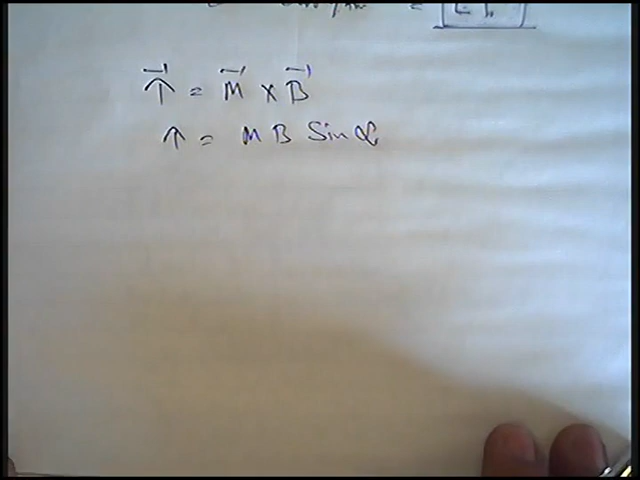 τ⃗ = M⃗ × B⃗
τ = M B Sin α